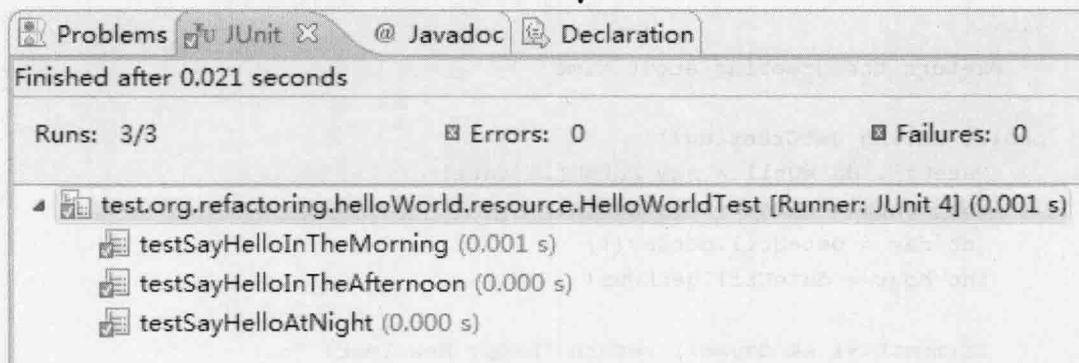 Problems JUnit @ Javadoc Declaration
Finished after 0.021 seconds
Runs: 3/3 Errors: 0 Failures: 0
test.org.refactoring.helloWorld.resource.HelloWorldTest [Runner: JUnit 4] (0.001 s)
testSayHelloInTheMorning (0.001 s)
testSayHelloInTheAfternoon (0.000 s)
testSayHelloAtNight (0.000 s)